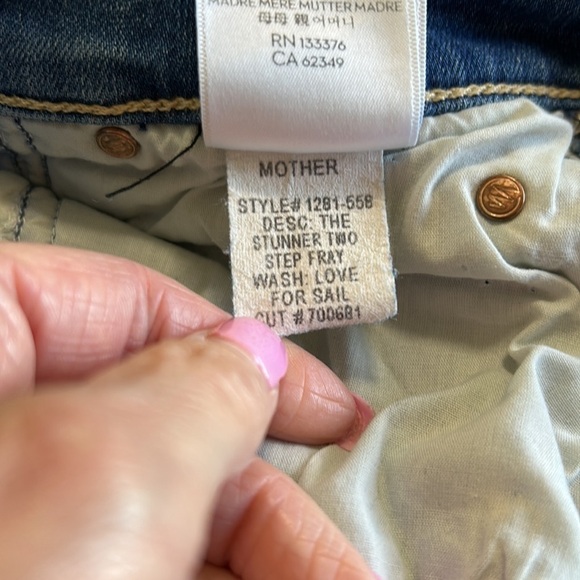 MADRE MERE MUTTER MADRE
母母 親 어머니
RN 133376
CA 62349
MOTHER
STYLE# 1281-558
DESC: THE
STUNNER TWO
STEP FRAY
WASH: LOVE
FOR SAIL
CUT #700681